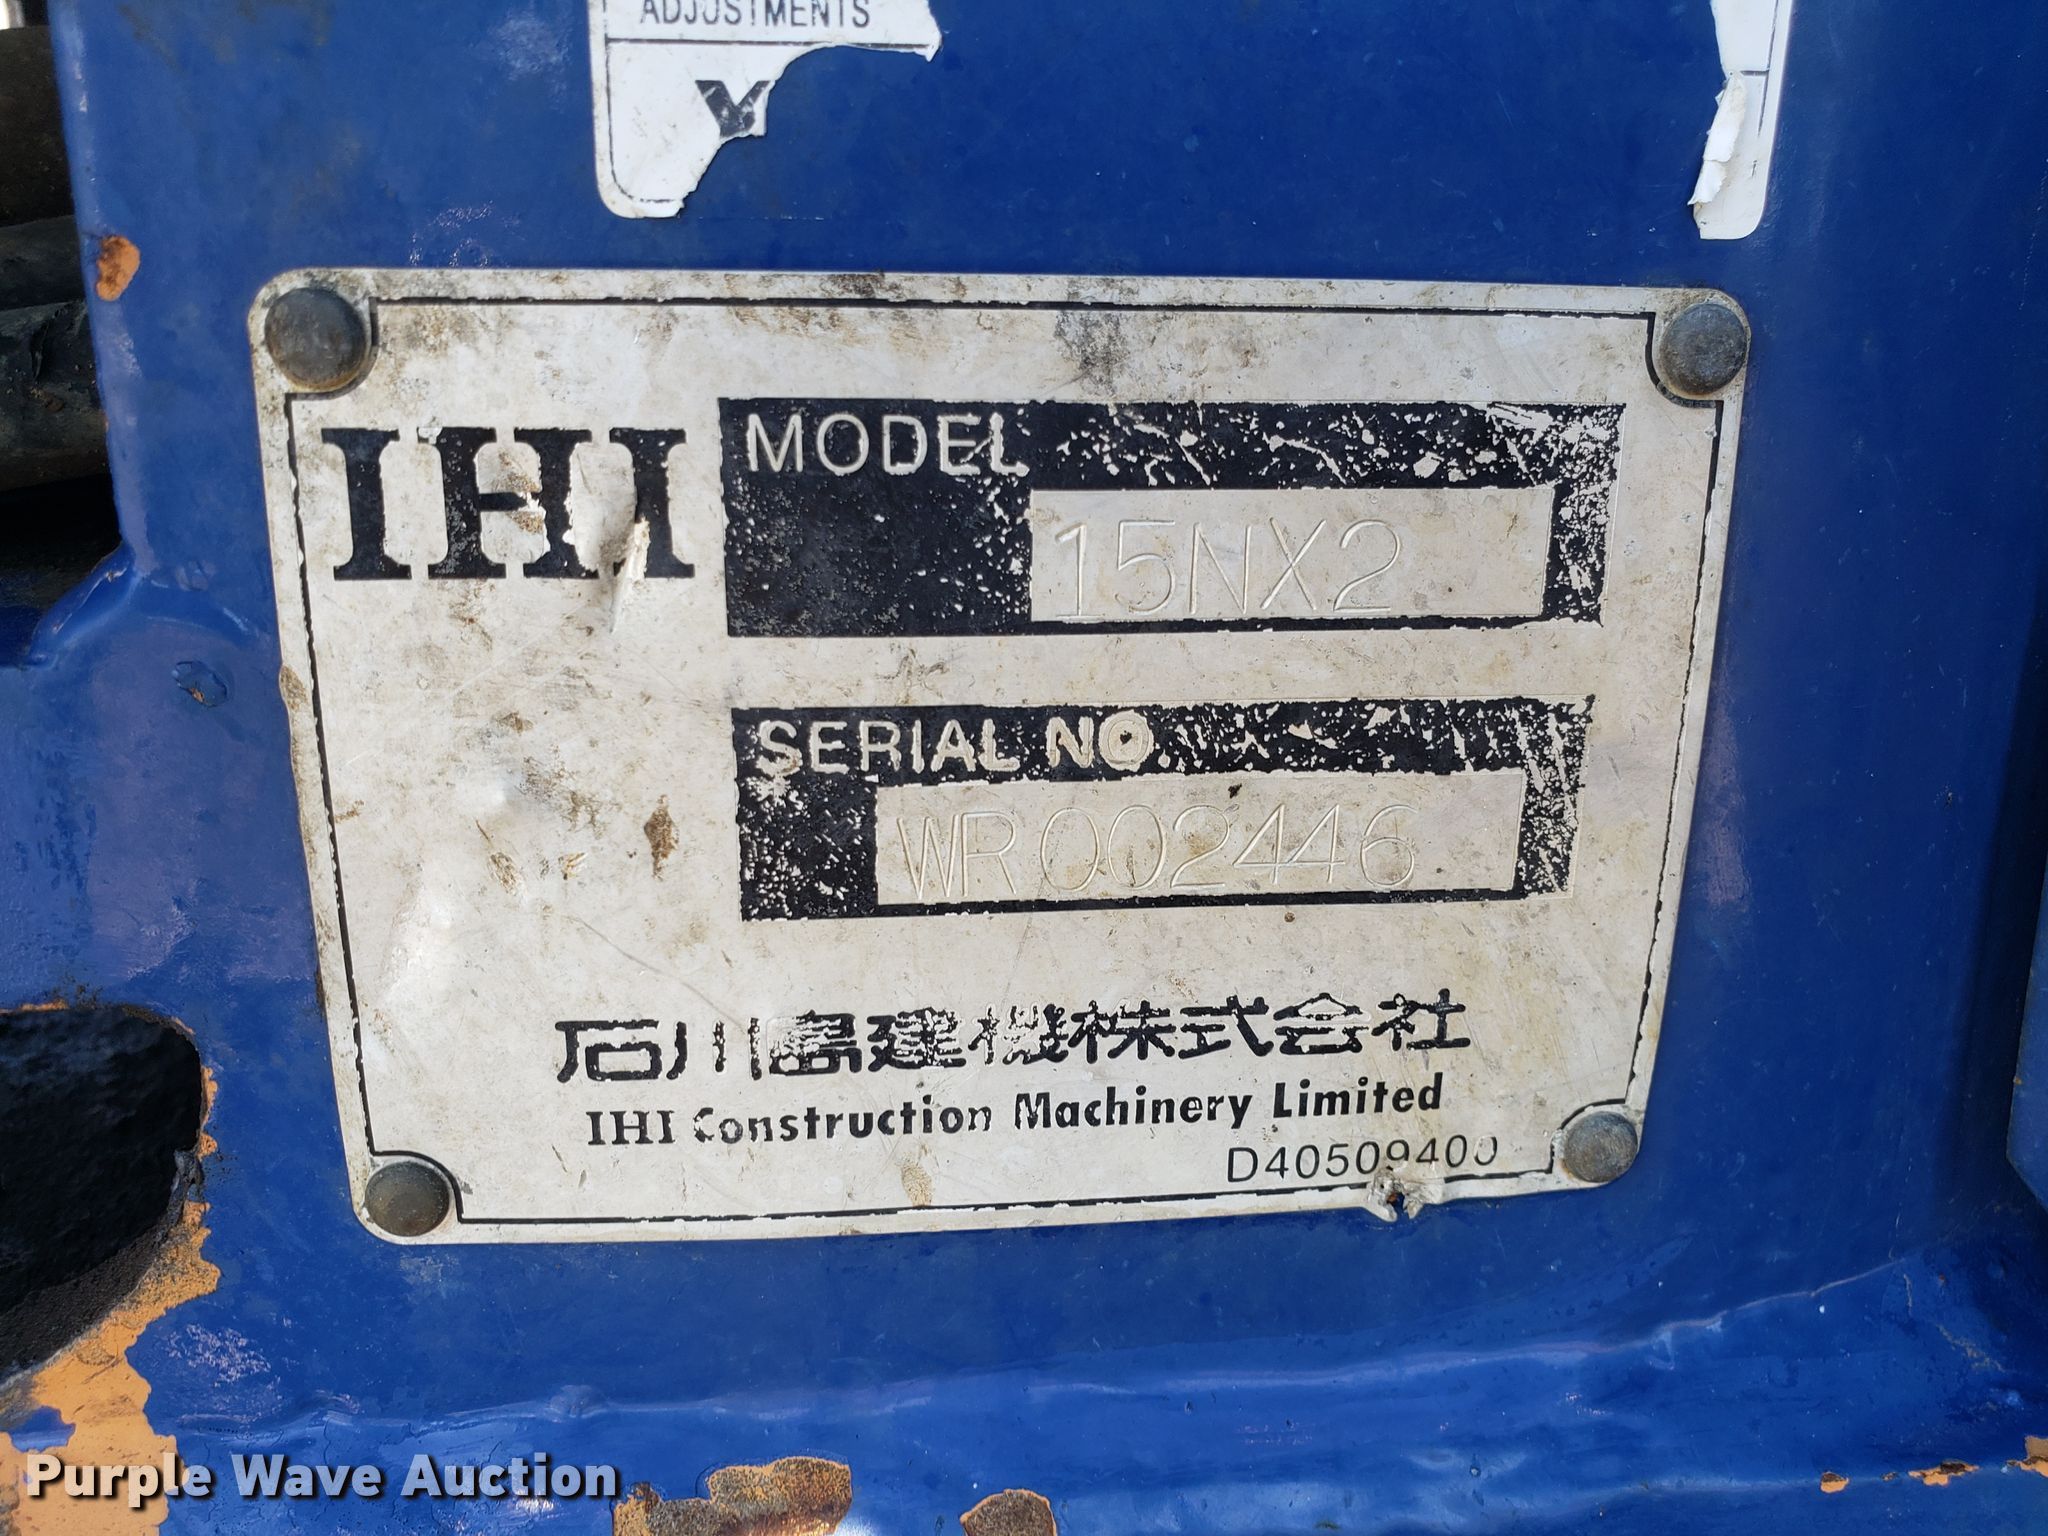 ADJUSTMENTS
IHI
MODEL
15NX2
SERIAL NO.
WR002446
石川島建機株式会社
IHI Construction Machinery Limited
D40509400
Purple Wave Auction